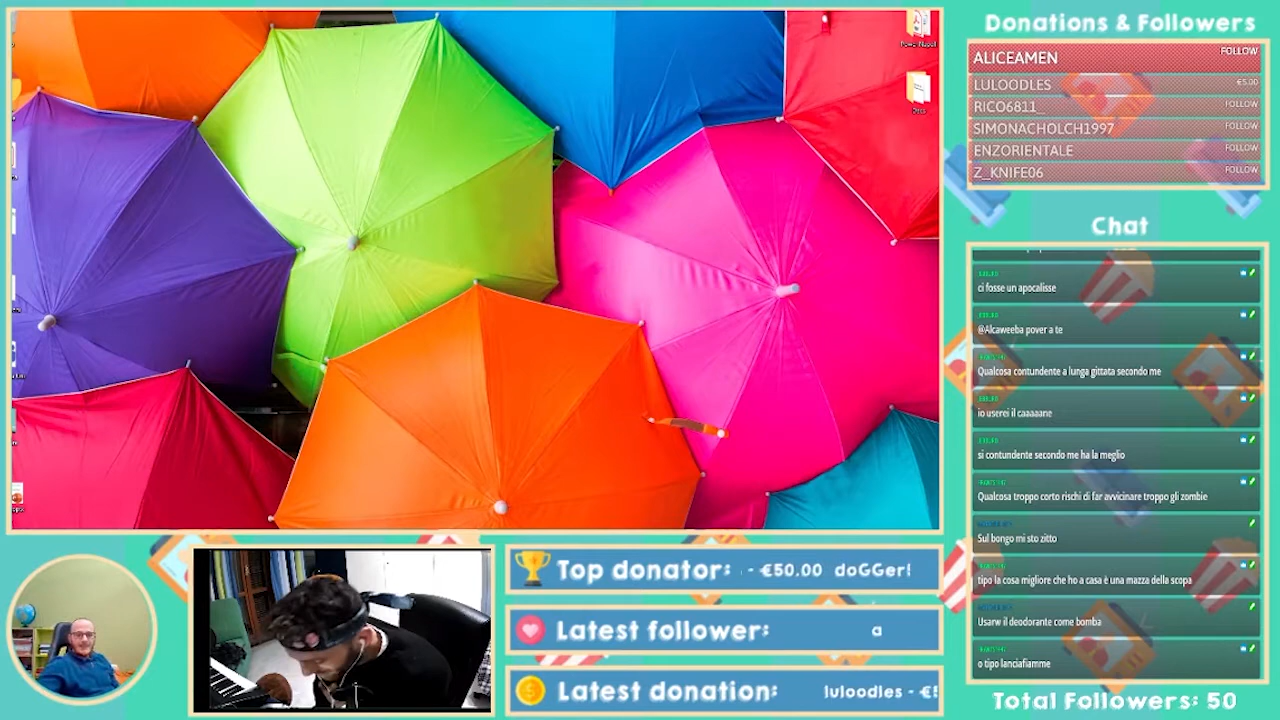 Donations & Followers
ALICEAMEN FOLLOW
LULOODLES €5.00
RICO6811_ FOLLOW
SIMONACHOLCH1997 FOLLOW
ENZORIENTALE FOLLOW
Z_KNIFE06 FOLLOW
Chat
ci fosse un apocalisse
@Alcaweeba pover a te
Qualcosa contundente a lunga gittata secondo me
io userei il caaaaane
si contundente secondo me ha la meglio
Qualcosa troppo corto rischi di far avvicinare troppo gli zombie
Sul bongo mi sto zitto
tipo la cosa migliore che ho a casa è una mazza della scopa
Usarw il deodorante come bomba
o tipo lanciafiamme
Total Followers: 50
Top donator: - €50.00 doGGer!
Latest follower: a
Latest donation: luloodles - €5